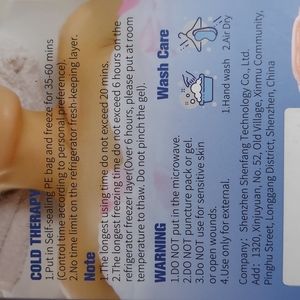 COLD THERAPY
1.Put in Self-sealing PE bag and freeze for 35-60 mins
(Control time according to personal preference).
2.No time limit on the refrigerator fresh-keeping layer.
Note
1.The longest using time do not exceed 20 mins.
2.The longest freezing time do not exceed 6 hours on the
refrigerator freezer layer(Over 6 hours, please put at room
temperature to thaw. Do not pinch the gel).
WARNING
1.DO NOT put in the microwave.
2.DO NOT puncture pack or gel.
3.DO NOT use for sensitive skin
or open wounds.
4.Use only for external.
Wash Care
1.Hand wash 2.Air Dry
Company: Shenzhen Shenfang Technology Co., Ltd.
Add: 1320, Xinjuyuan, No. 52, Old Village, Xinmu Community,
Pinghu Street, Longgang District, Shenzhen, China